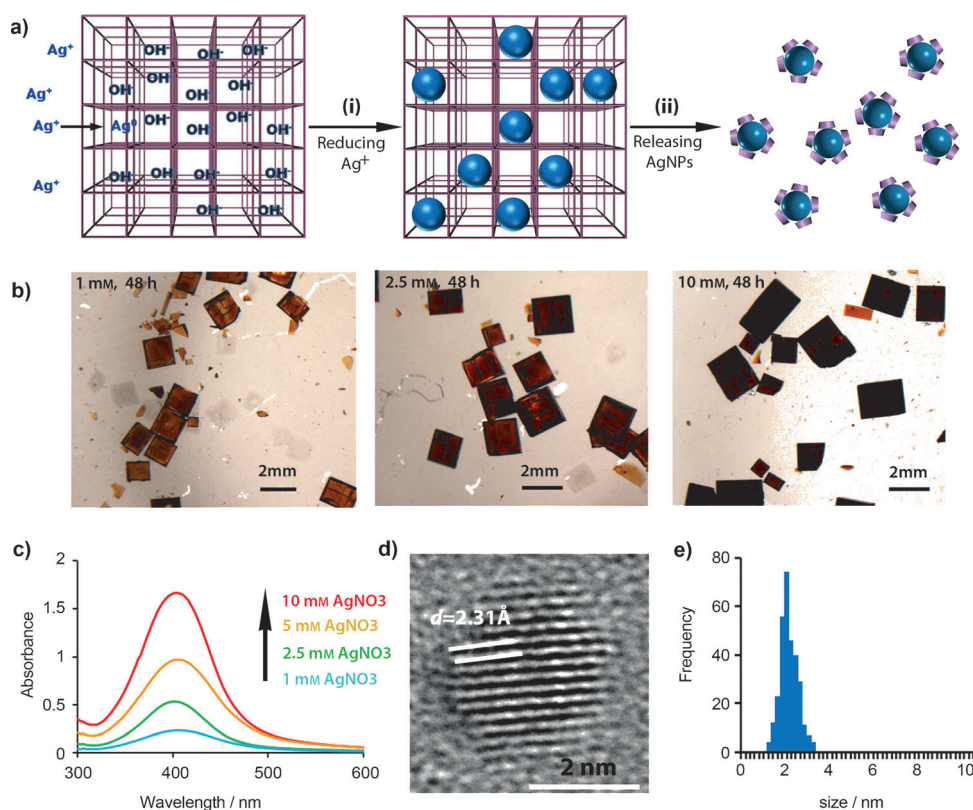 a)
Ag⁺
OH⁻ OH⁻ OH⁻ OH⁻
Ag⁺
OH⁻ OH⁻ OH⁻ OH⁻ OH⁻
Ag⁺ Ag⁰ OH⁻ OH⁻ OH⁻ OH⁻
Ag⁺
OH⁻ OH⁻ OH⁻ OH⁻ OH⁻
OH⁻ OH⁻
(i)
Reducing
Ag⁺
(ii)
Releasing
AgNPs
b)
1 mM, 48 h
2mm
2.5 mM, 48 h
2mm
10 mM, 48 h
2mm
c)
2
1.5
1
0.5
0
300 400 500 600
Absorbance
Wavelength / nm
10 mM AgNO3
5 mM AgNO3
2.5 mM AgNO3
1 mM AgNO3
d)
d=2.31Å
2 nm
e)
80
60
40
20
0
0 2 4 6 8 10
Frequency
size / nm